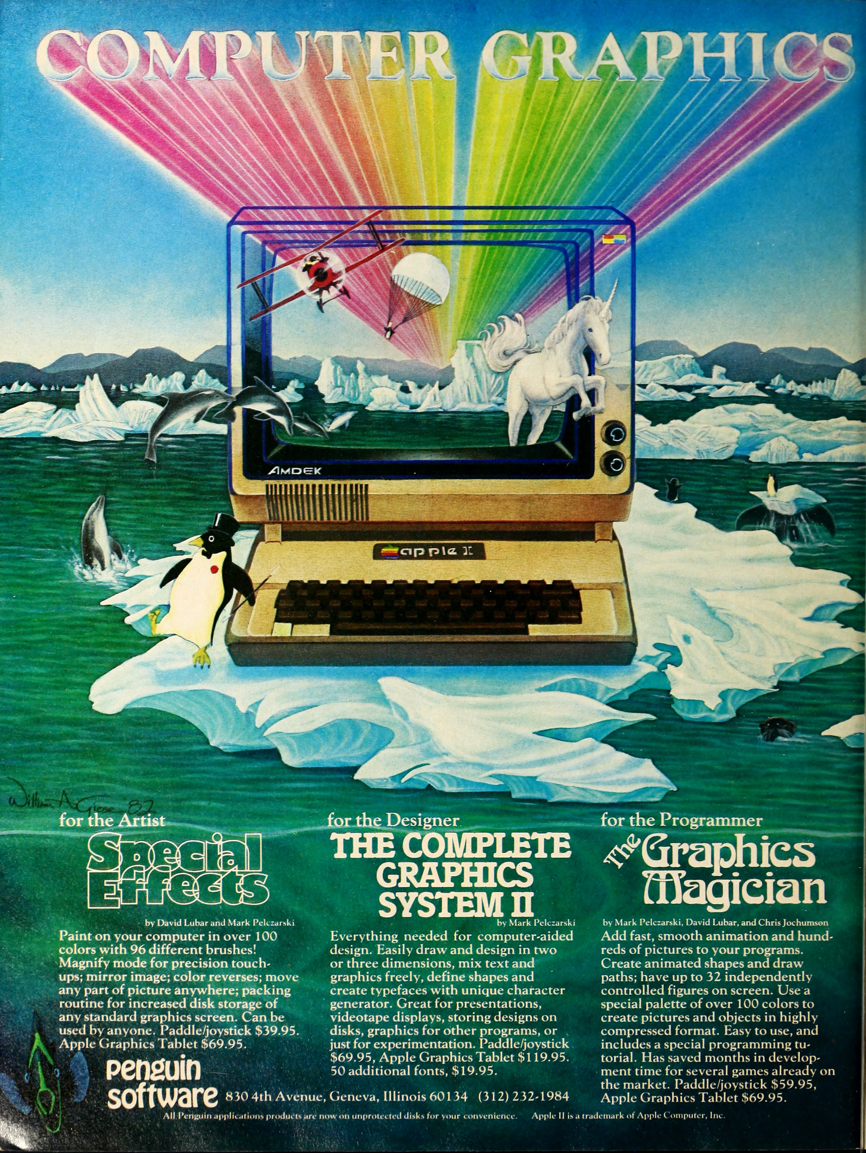 COMPUTER GRAPHICS
AMDEK
apple II
William A. Giese 82
for the Artist
Special
Effects
by David Lubar and Mark Pelczarski
Paint on your computer in over 100
colors with 96 different brushes!
Magnify mode for precision touch-
ups; mirror image; color reverses; move
any part of picture anywhere; packing
routine for increased disk storage of
any standard graphics screen. Can be
used by anyone. Paddle/joystick $39.95.
Apple Graphics Tablet $69.95.
for the Designer
THE COMPLETE
GRAPHICS
SYSTEM II
by Mark Pelczarski
Everything needed for computer-aided
design. Easily draw and design in two
or three dimensions, mix text and
graphics freely, define shapes and
create typefaces with unique character
generator. Great for presentations,
videotape displays, storing designs on
disks, graphics for other programs, or
just for experimentation. Paddle/joystick
$69.95, Apple Graphics Tablet $119.95.
50 additional fonts, $19.95.
for the Programmer
The Graphics
Magician
by Mark Pelczarski, David Lubar, and Chris Jochumson
Add fast, smooth animation and hund-
reds of pictures to your programs.
Create animated shapes and draw
paths; have up to 32 independently
controlled figures on screen. Use a
special palette of over 100 colors to
create pictures and objects in highly
compressed format. Easy to use, and
includes a special programming tu-
torial. Has saved months in develop-
ment time for several games already on
the market. Paddle/joystick $59.95,
Apple Graphics Tablet $69.95.
penguin
software 830 4th Avenue, Geneva, Illinois 60134 (312) 232-1984
All Penguin applications products are now on unprotected disks for your convenience. Apple II is a trademark of Apple Computer, Inc.